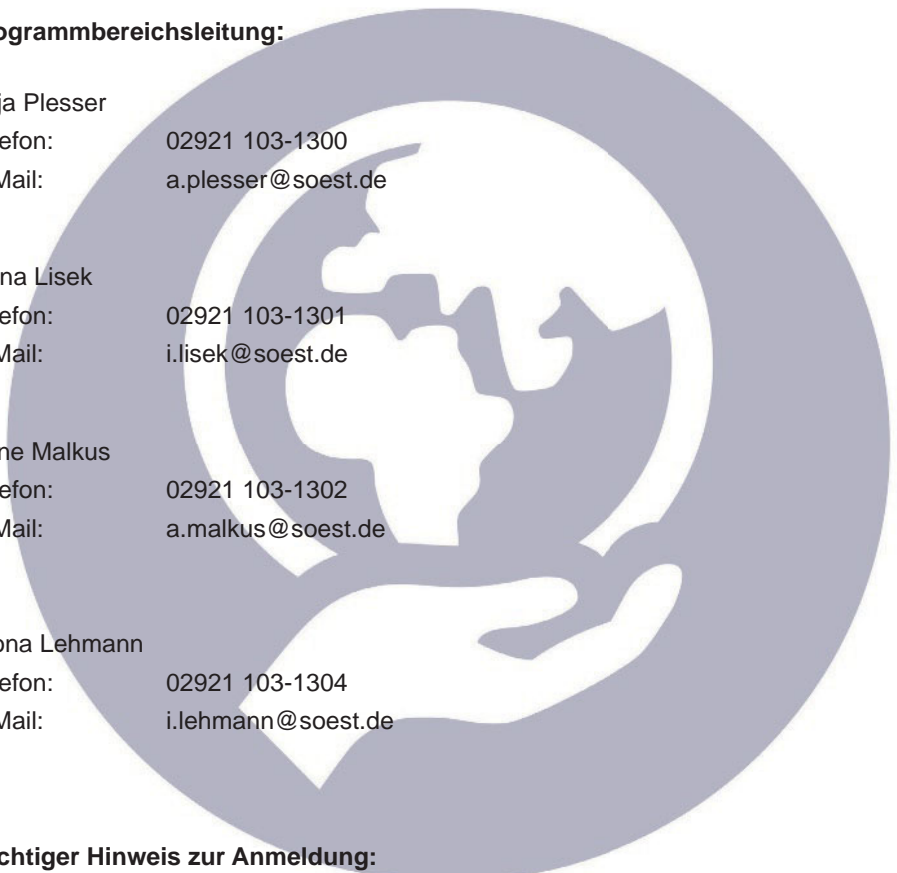 ogrammbereichsleitung:
ja Plesser
efon: 02921 103-1300
Mail: a.plesser@soest.de
na Lisek
efon: 02921 103-1301
Mail: i.lisek@soest.de
ne Malkus
efon: 02921 103-1302
Mail: a.malkus@soest.de
ona Lehmann
efon: 02921 103-1304
Mail: i.lehmann@soest.de
chtiger Hinweis zur Anmeldung: